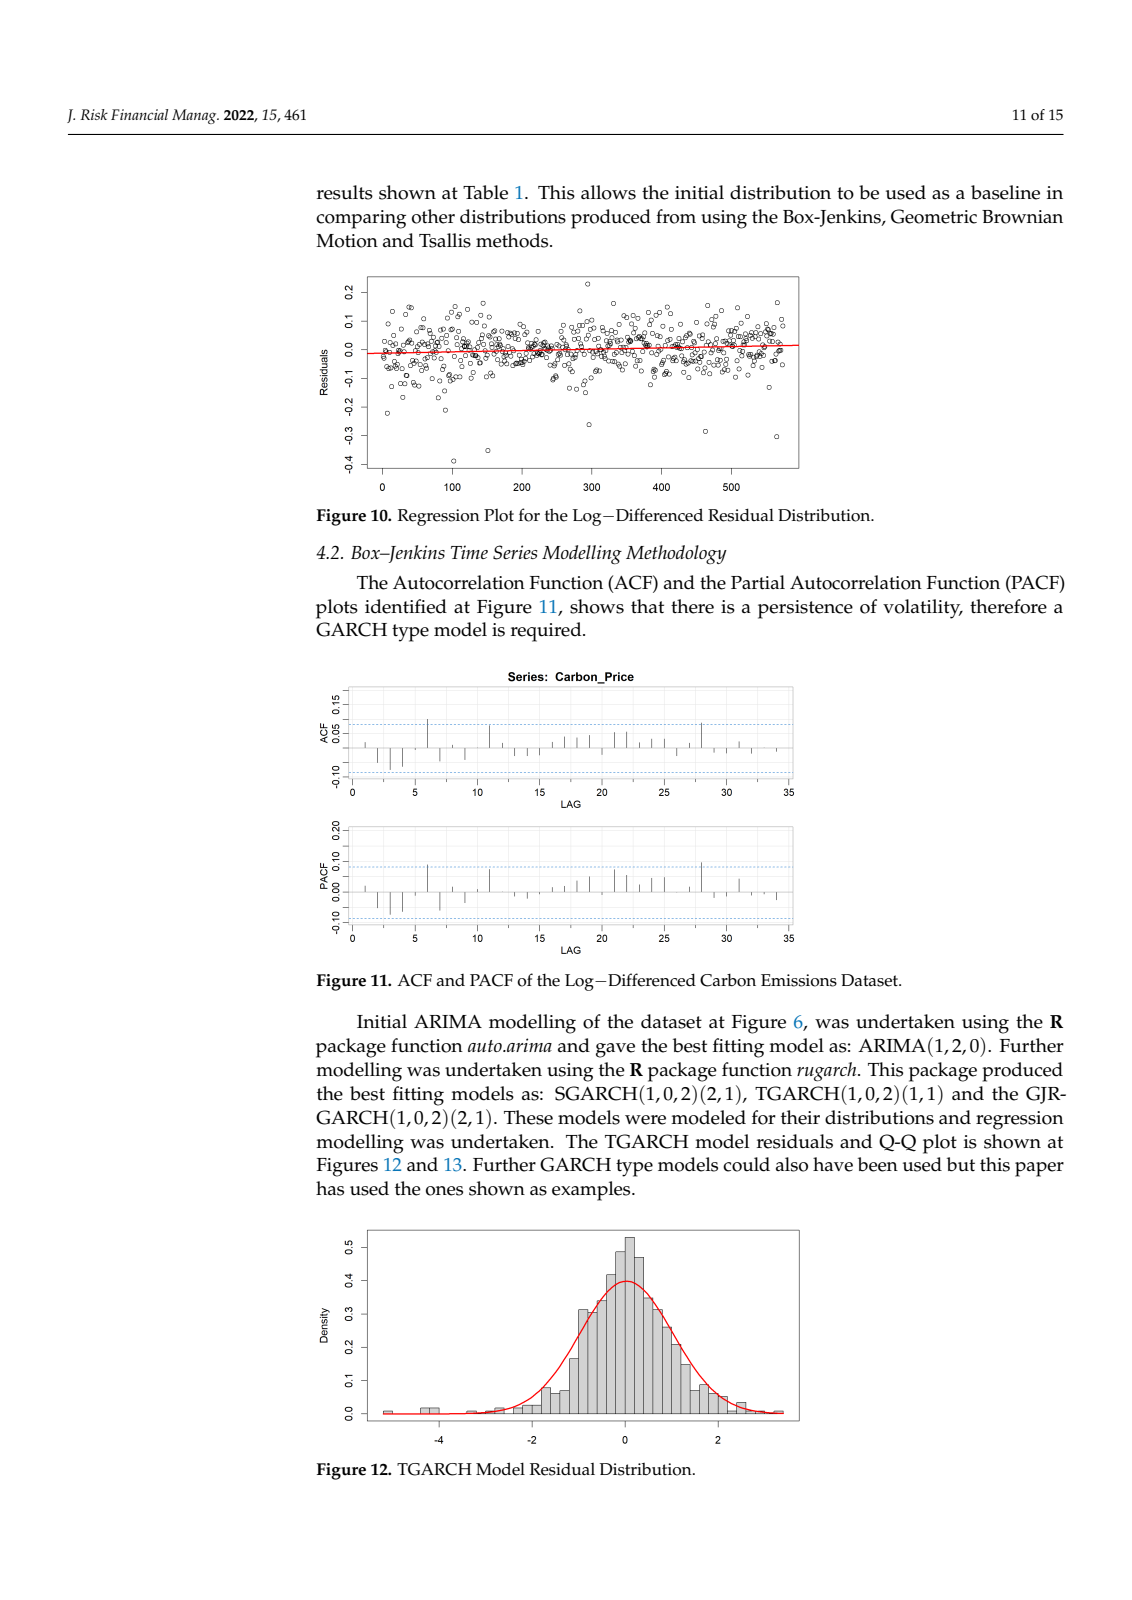 J. Risk Financial Manag. 2022, 15, 461
11 of 15
results shown at Table 1. This allows the initial distribution to be used as a baseline in
comparing other distributions produced from using the Box-Jenkins, Geometric Brownian
Motion and Tsallis methods.
Residuals
0.2
0.1
0.0
-0.1
-0.2
-0.3
-0.4
0 100 200 300 400 500
Figure 10. Regression Plot for the Log−Differenced Residual Distribution.
4.2. Box–Jenkins Time Series Modelling Methodology
The Autocorrelation Function (ACF) and the Partial Autocorrelation Function (PACF)
plots identified at Figure 11, shows that there is a persistence of volatility, therefore a
GARCH type model is required.
Series: Carbon_Price
ACF
0.15
0.05
-0.10
0 5 10 15 20 25 30 35
LAG
PACF
0.20
0.10
0.00
-0.10
0 5 10 15 20 25 30 35
LAG
Figure 11. ACF and PACF of the Log−Differenced Carbon Emissions Dataset.
Initial ARIMA modelling of the dataset at Figure 6, was undertaken using the R
package function auto.arima and gave the best fitting model as: ARIMA(1, 2, 0). Further
modelling was undertaken using the R package function rugarch. This package produced
the best fitting models as: SGARCH(1, 0, 2)(2, 1), TGARCH(1, 0, 2)(1, 1) and the GJR-
GARCH(1, 0, 2)(2, 1). These models were modeled for their distributions and regression
modelling was undertaken. The TGARCH model residuals and Q-Q plot is shown at
Figures 12 and 13. Further GARCH type models could also have been used but this paper
has used the ones shown as examples.
Density
0.5
0.4
0.3
0.2
0.1
0.0
-4 -2 0 2
Figure 12. TGARCH Model Residual Distribution.